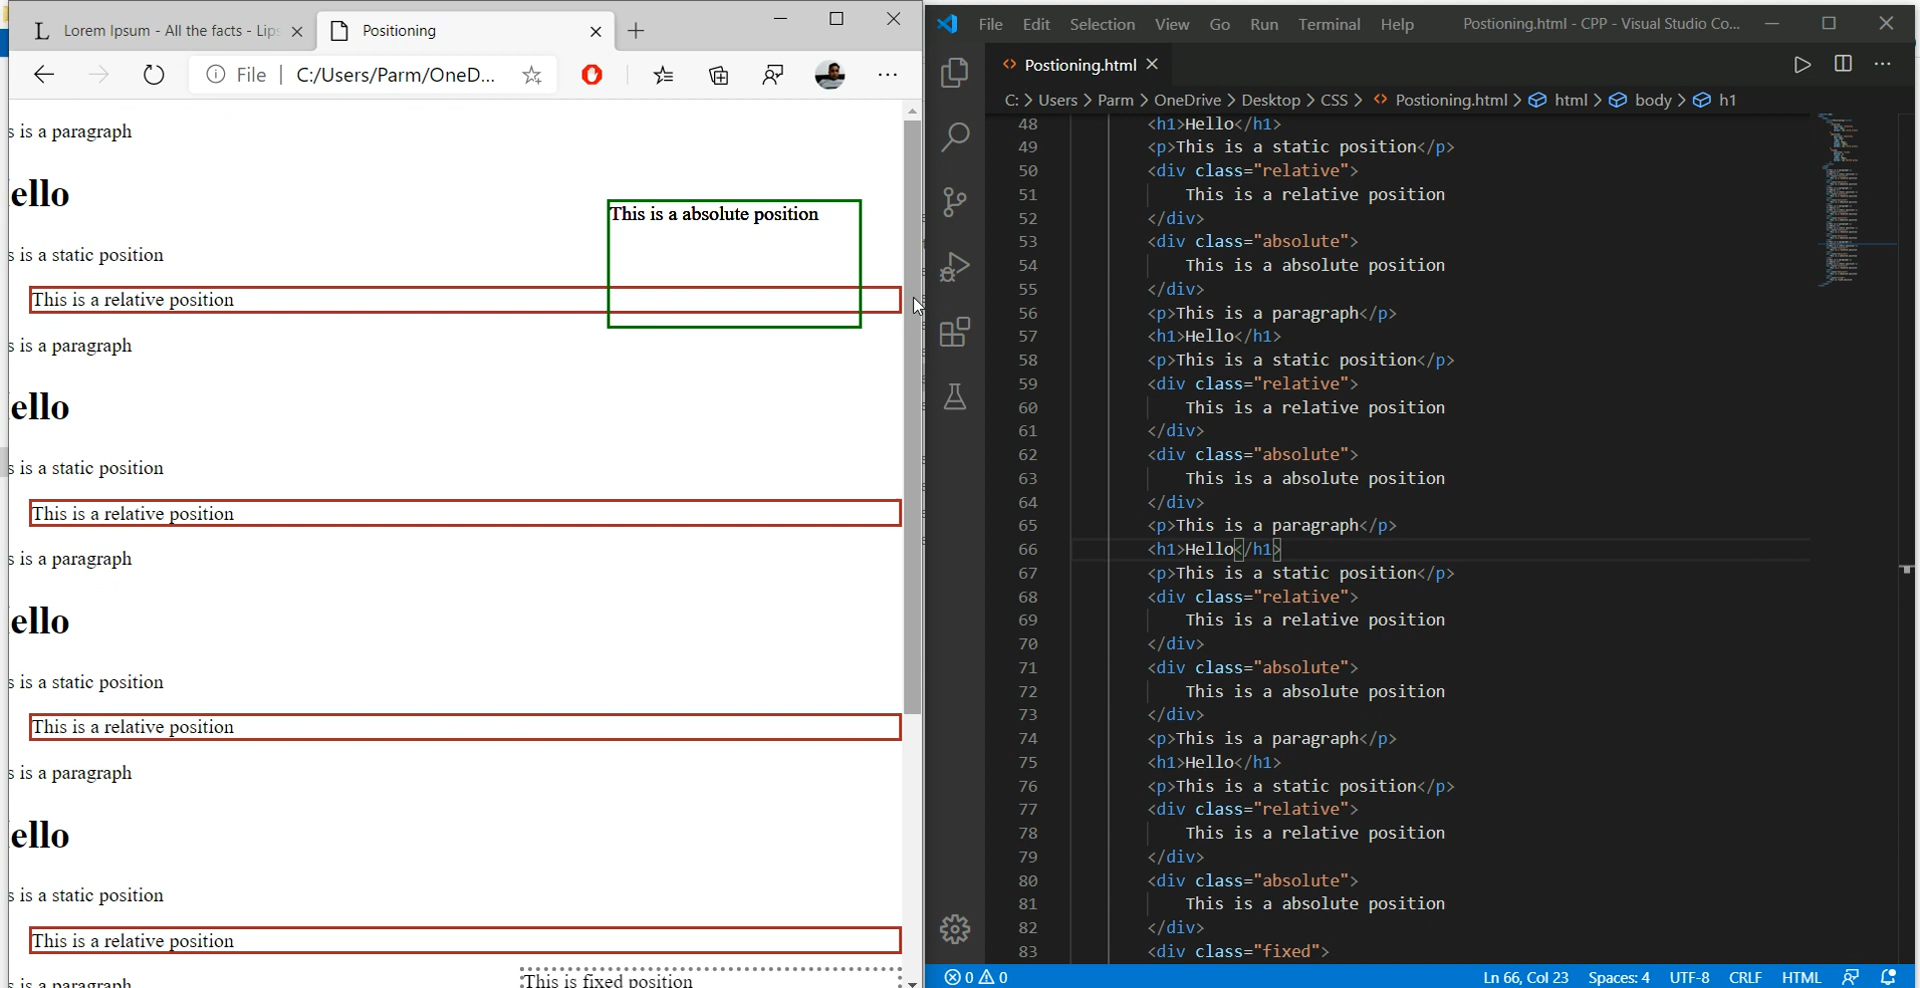 Lorem Ipsum - All the facts - Lip
Positioning
File
C:/Users/Parm/OneD...
s is a paragraph
ello
This is a absolute position
s is a static position
This is a relative position
s is a paragraph
ello
s is a static position
This is a relative position
s is a paragraph
ello
s is a static position
This is a relative position
s is a paragraph
ello
s is a static position
This is a relative position
s is a paragraph
This is fixed position
File Edit Selection View Go Run Terminal Help
Postioning.html - CPP - Visual Studio Co...
Postioning.html
C: > Users > Parm > OneDrive > Desktop > CSS > Postioning.html > html > body > h1
48 <h1>Hello</h1>
49 <p>This is a static position</p>
50 <div class="relative">
51 This is a relative position
52 </div>
53 <div class="absolute">
54 This is a absolute position
55 </div>
56 <p>This is a paragraph</p>
57 <h1>Hello</h1>
58 <p>This is a static position</p>
59 <div class="relative">
60 This is a relative position
61 </div>
62 <div class="absolute">
63 This is a absolute position
64 </div>
65 <p>This is a paragraph</p>
66 <h1>Hello</h1>
67 <p>This is a static position</p>
68 <div class="relative">
69 This is a relative position
70 </div>
71 <div class="absolute">
72 This is a absolute position
73 </div>
74 <p>This is a paragraph</p>
75 <h1>Hello</h1>
76 <p>This is a static position</p>
77 <div class="relative">
78 This is a relative position
79 </div>
80 <div class="absolute">
81 This is a absolute position
82 </div>
83 <div class="fixed">
0 0
Ln 66, Col 23 Spaces: 4 UTF-8 CRLF HTML